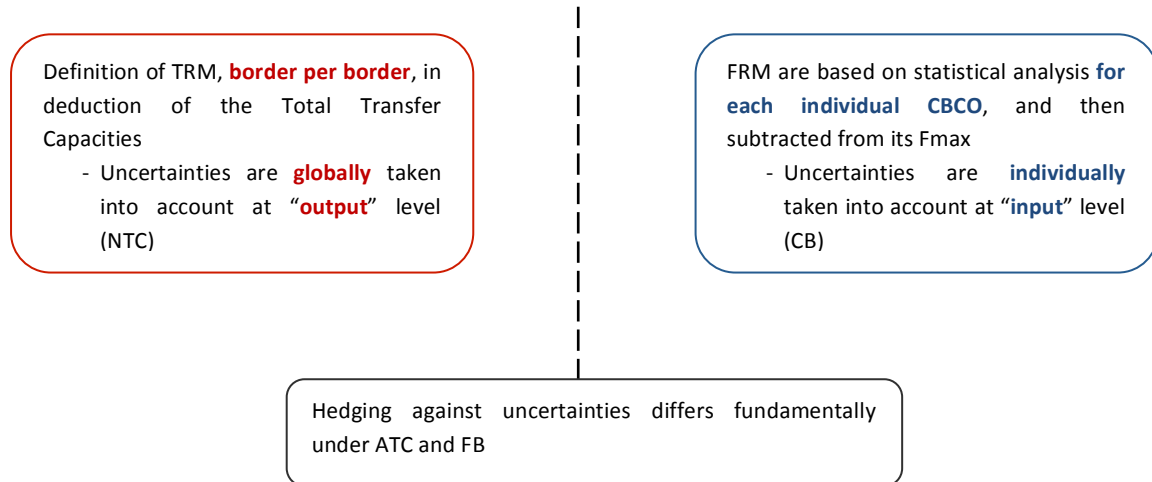 Definition of TRM, border per border, in
deduction of the Total Transfer
Capacities
- Uncertainties are globally taken
into account at “output” level
(NTC)
FRM are based on statistical analysis for
each individual CBCO, and then
subtracted from its Fmax
- Uncertainties are individually
taken into account at “input” level
(CB)
Hedging against uncertainties differs fundamentally
under ATC and FB